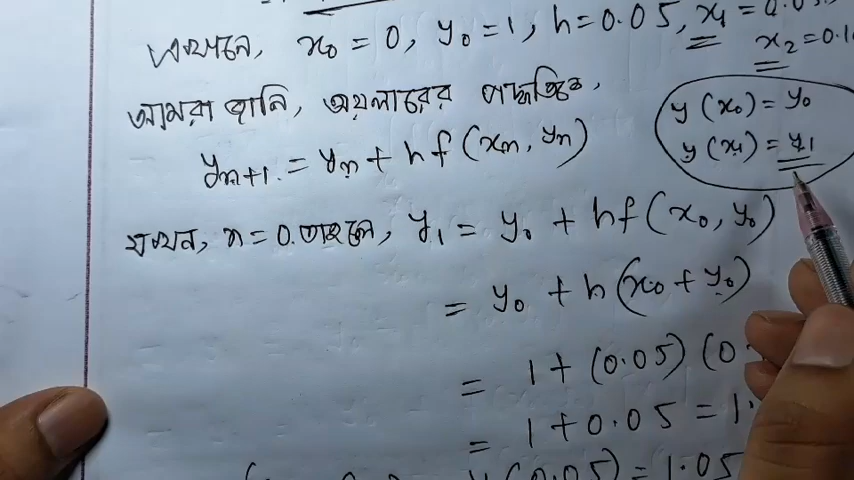 এখানে, x₀ = 0, y₀ = 1, h = 0.05, x₁ = 0.05,
x₂ = 0.1
আমরা জানি, অয়লারের পদ্ধতিতে,
yₙ₊₁ = yₙ + hf(xₙ, yₙ)
y(x₀) = y₀
y(x₁) = y₁
যখন, n = 0 তাহলে, y₁ = y₀ + hf(x₀, y₀)
= y₀ + h(x₀ + y₀)
= 1 + (0.05)(0
= 1 + 0.05 = 1.
y(0.05) = 1.05